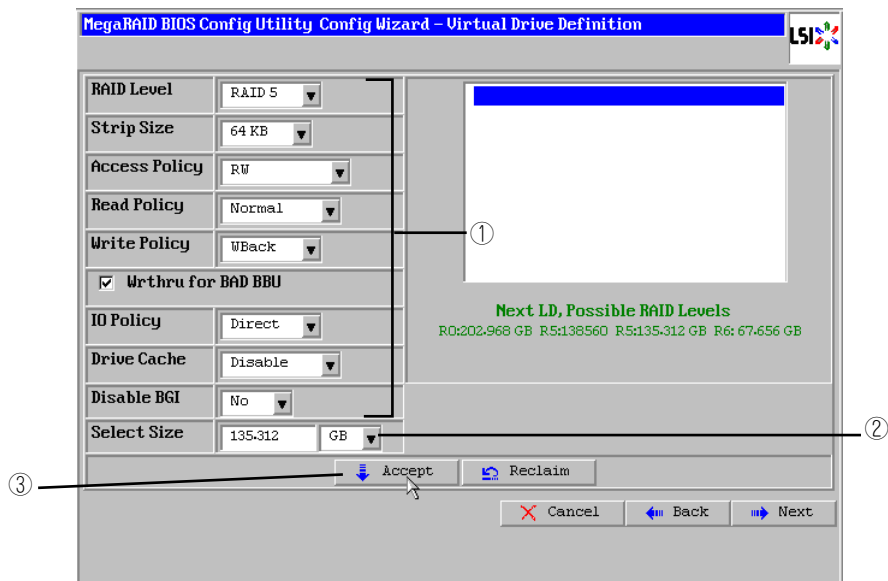 MegaRAID BIOS Config Utility Config Wizard – Virtual Drive Definition
LSI
RAID Level
RAID 5
Strip Size
64 KB
Access Policy
RW
Read Policy
Normal
Write Policy
WBack
Wrthru for BAD BBU
IO Policy
Direct
Drive Cache
Disable
Disable BGI
No
Select Size
135.312
GB
①
Next LD, Possible RAID Levels
R0:202.968 GB R5:138560 R5:135.312 GB R6: 67.656 GB
②
③
Accept
Reclaim
Cancel
Back
Next